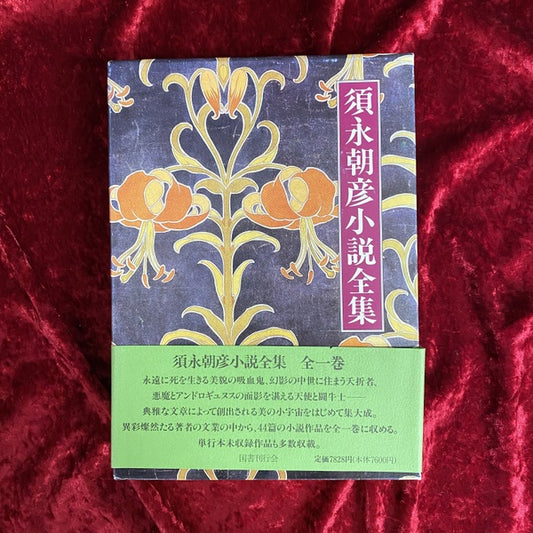 須永朝彦小説全集
須永朝彦小説全集 全一巻
永遠に死を生きる美貌の吸血鬼、幻影の中世に住まう夭折者、
悪魔とアンドロギュヌスの面影を湛える天使と闘牛士――
典雅な文章によって創出される美の小宇宙をはじめて集大成。
異彩燦然たる著者の文業の中から、44篇の小説作品を全一巻に収める。
単行本未収録作品も多数収載。
国書刊行会 定価7828円(本体7600円)